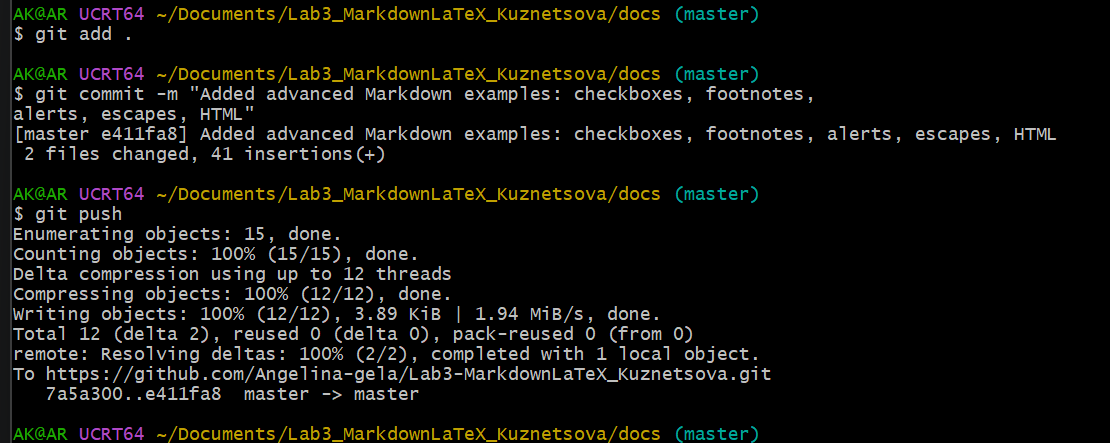 AK@AR UCRT64 ~/Documents/Lab3_MarkdownLaTeX_Kuznetsova/docs (master)
$ git add .
AK@AR UCRT64 ~/Documents/Lab3_MarkdownLaTeX_Kuznetsova/docs (master)
$ git commit -m "Added advanced Markdown examples: checkboxes, footnotes,
alerts, escapes, HTML"
[master e411fa8] Added advanced Markdown examples: checkboxes, footnotes, alerts, escapes, HTML
 2 files changed, 41 insertions(+)
AK@AR UCRT64 ~/Documents/Lab3_MarkdownLaTeX_Kuznetsova/docs (master)
$ git push
Enumerating objects: 15, done.
Counting objects: 100% (15/15), done.
Delta compression using up to 12 threads
Compressing objects: 100% (12/12), done.
Writing objects: 100% (12/12), 3.89 KiB | 1.94 MiB/s, done.
Total 12 (delta 2), reused 0 (delta 0), pack-reused 0 (from 0)
remote: Resolving deltas: 100% (2/2), completed with 1 local object.
To https://github.com/Angelina-gela/Lab3-MarkdownLaTeX_Kuznetsova.git
   7a5a300..e411fa8  master -> master
AK@AR UCRT64 ~/Documents/Lab3_MarkdownLaTeX_Kuznetsova/docs (master)